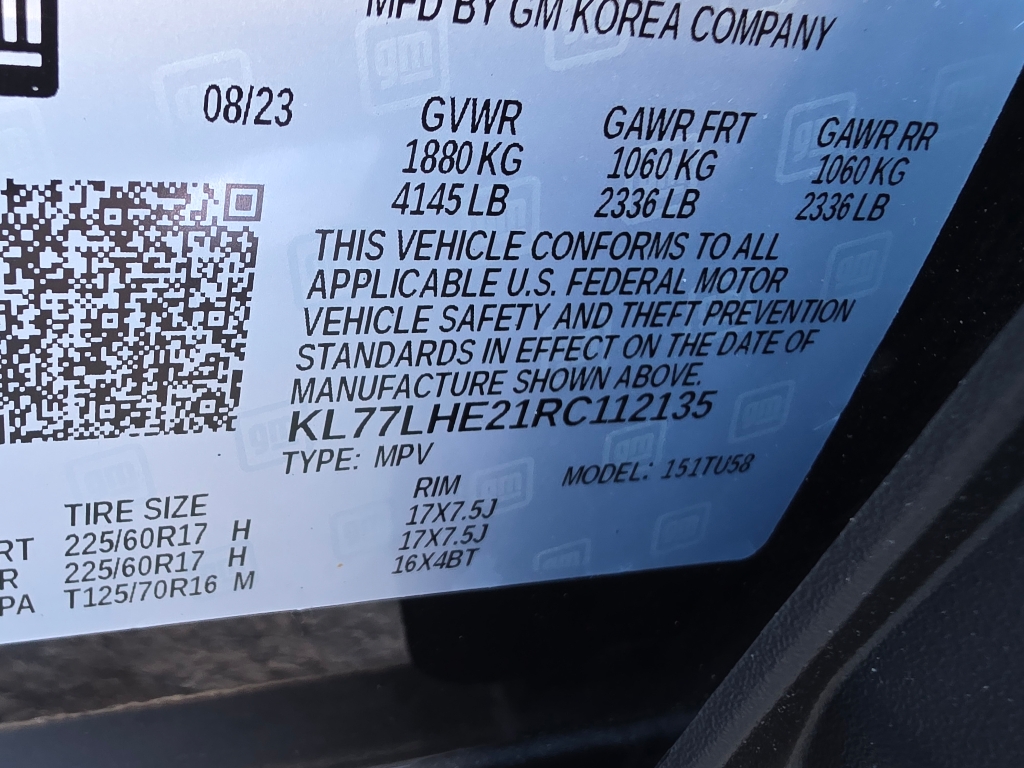 MFD BY GM KOREA COMPANY
08/23 GVWR GAWR FRT GAWR RR
1880 KG 1060 KG 1060 KG
4145 LB 2336 LB 2336 LB
THIS VEHICLE CONFORMS TO ALL
APPLICABLE U.S. FEDERAL MOTOR
VEHICLE SAFETY AND THEFT PREVENTION
STANDARDS IN EFFECT ON THE DATE OF
MANUFACTURE SHOWN ABOVE.
KL77LHE21RC112135
TYPE: MPV MODEL: 151TU58
TIRE SIZE RIM
RT 225/60R17 H 17X7.5J
R 225/60R17 H 17X7.5J
PA T125/70R16 M 16X4BT